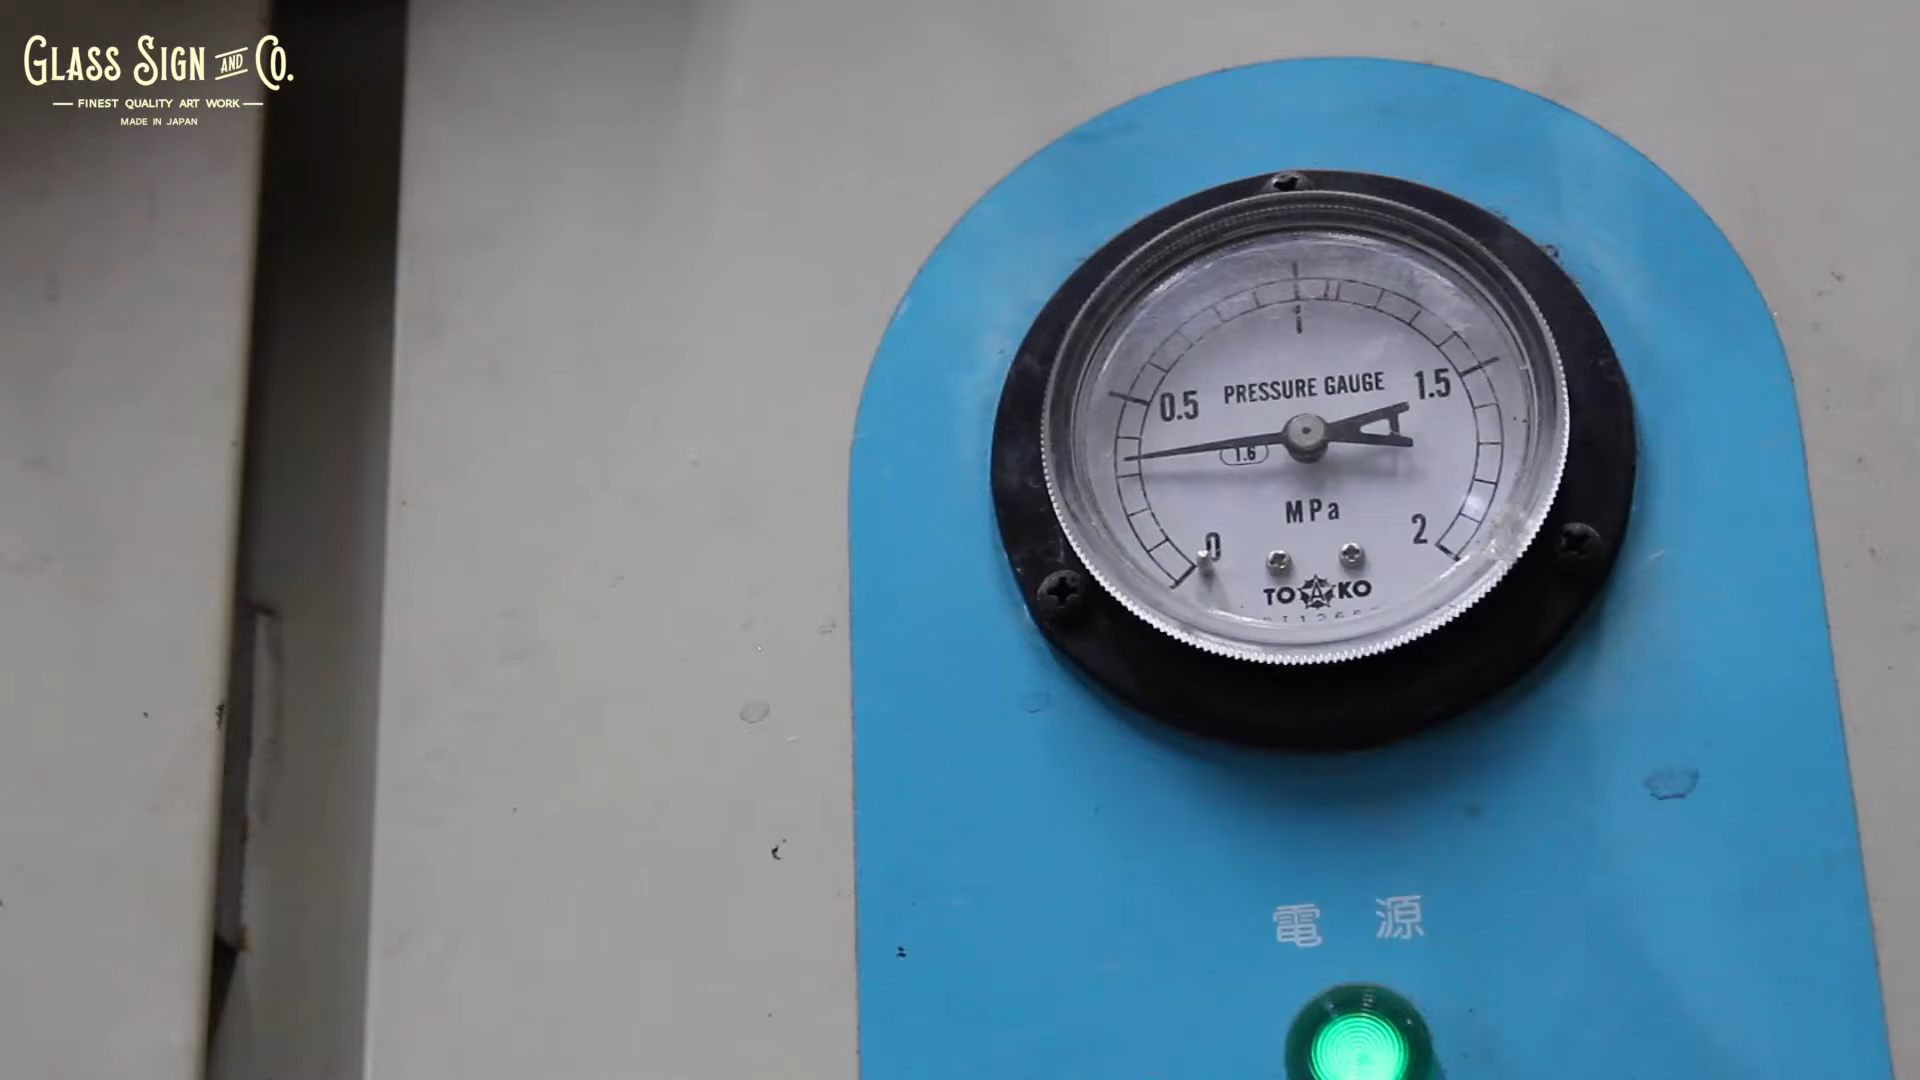 GLASS SIGN AND CO.
FINEST QUALITY ART WORK
MADE IN JAPAN
0.5 PRESSURE GAUGE 1.5
1.6
MPa
0 2
TOAKO
電源